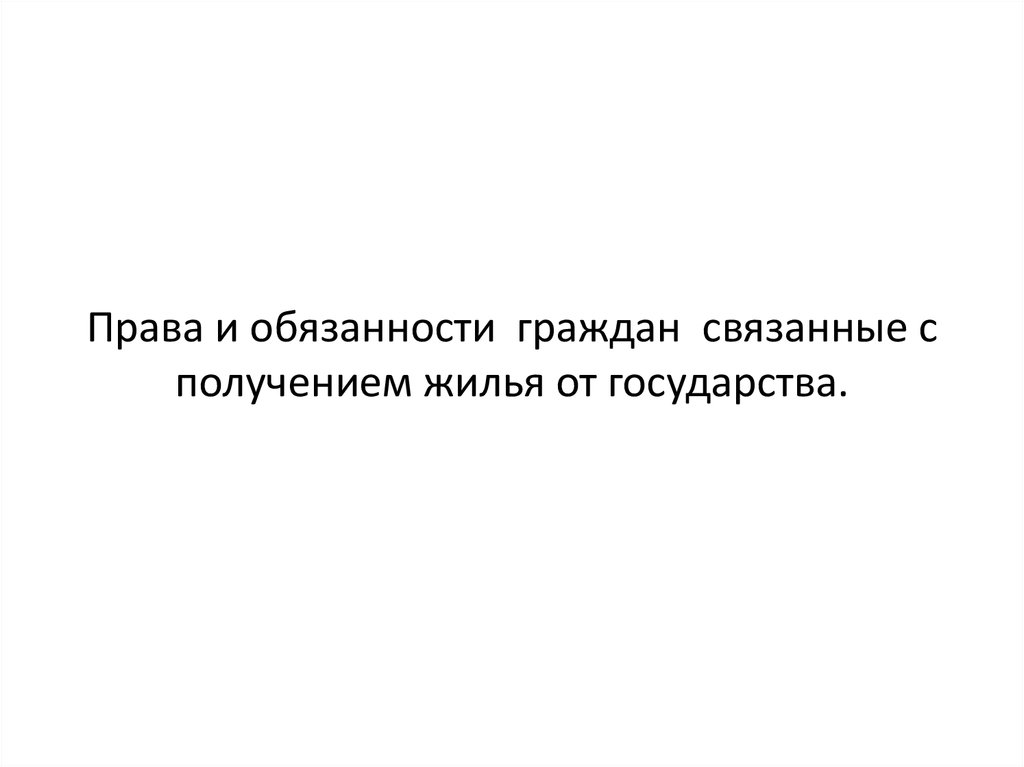 Права и обязанности  граждан  связанные с
получением жилья от государства.